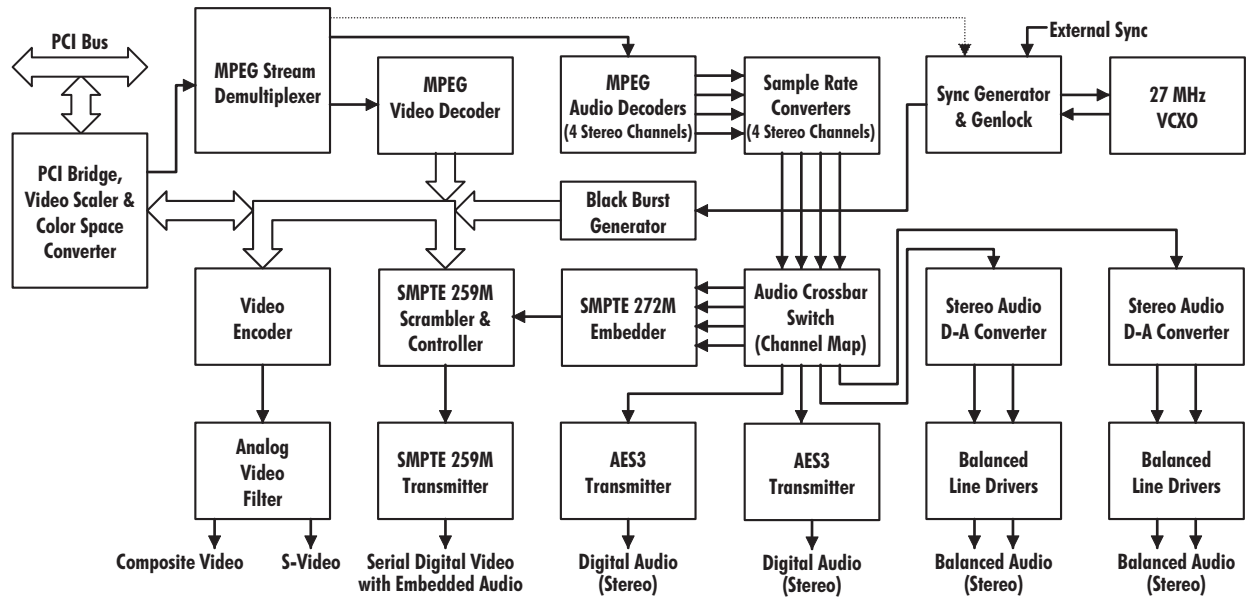 PCI Bus
MPEG Stream
Demultiplexer
MPEG
Video Decoder
MPEG
Audio Decoders
(4 Stereo Channels)
Sample Rate
Converters
(4 Stereo Channels)
External Sync
Sync Generator
& Genlock
27 MHz
VCXO
PCI Bridge,
Video Scaler &
Color Space
Converter
Black Burst
Generator
Video
Encoder
SMPTE 259M
Scrambler &
Controller
SMPTE 272M
Embedder
Audio Crossbar
Switch
(Channel Map)
Stereo Audio
D-A Converter
Stereo Audio
D-A Converter
Analog
Video
Filter
SMPTE 259M
Transmitter
AES3
Transmitter
AES3
Transmitter
Balanced
Line Drivers
Balanced
Line Drivers
Composite Video
S-Video
Serial Digital Video
with Embedded Audio
Digital Audio
(Stereo)
Digital Audio
(Stereo)
Balanced Audio
(Stereo)
Balanced Audio
(Stereo)